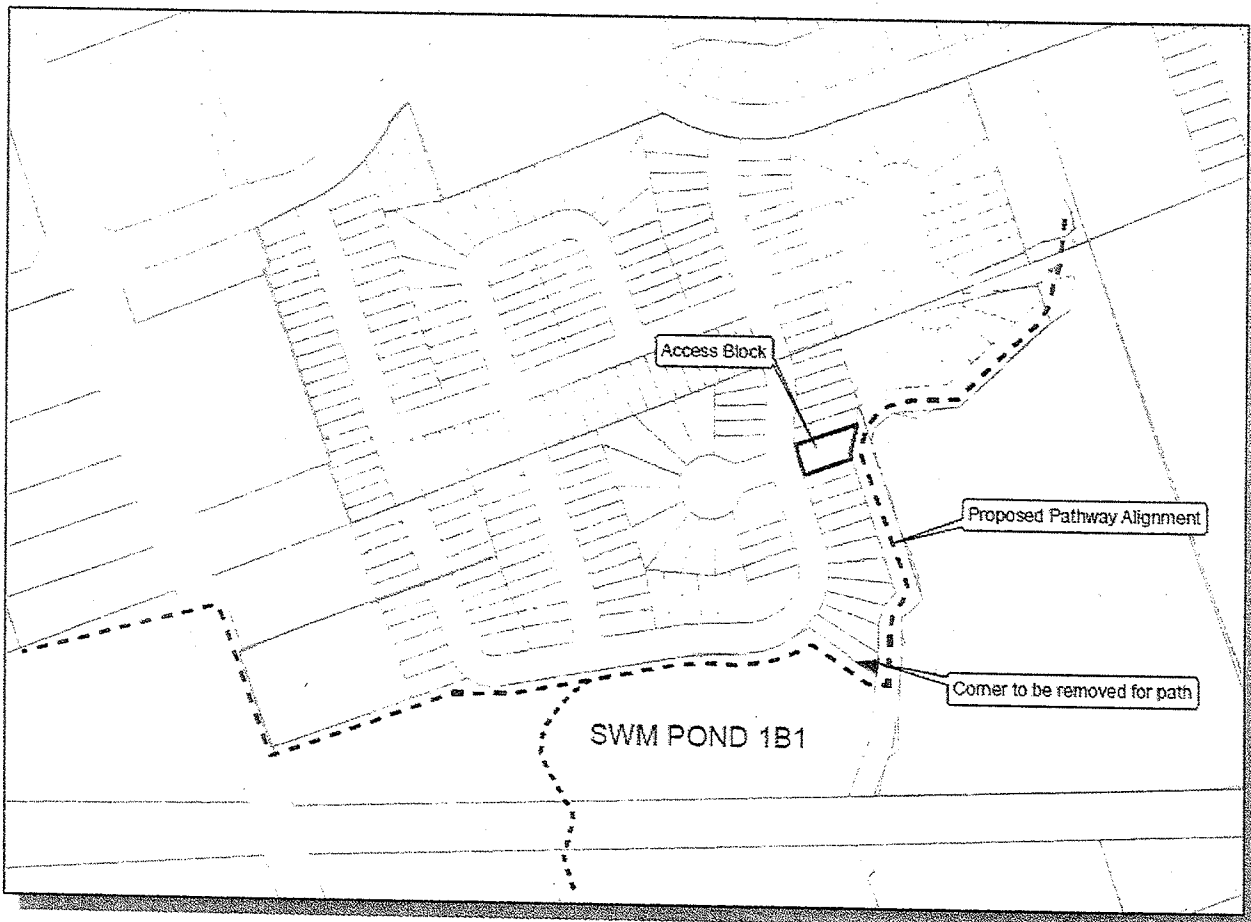 Access Block
Proposed Pathway Alignment
Corner to be removed for path
SWM POND 1B1